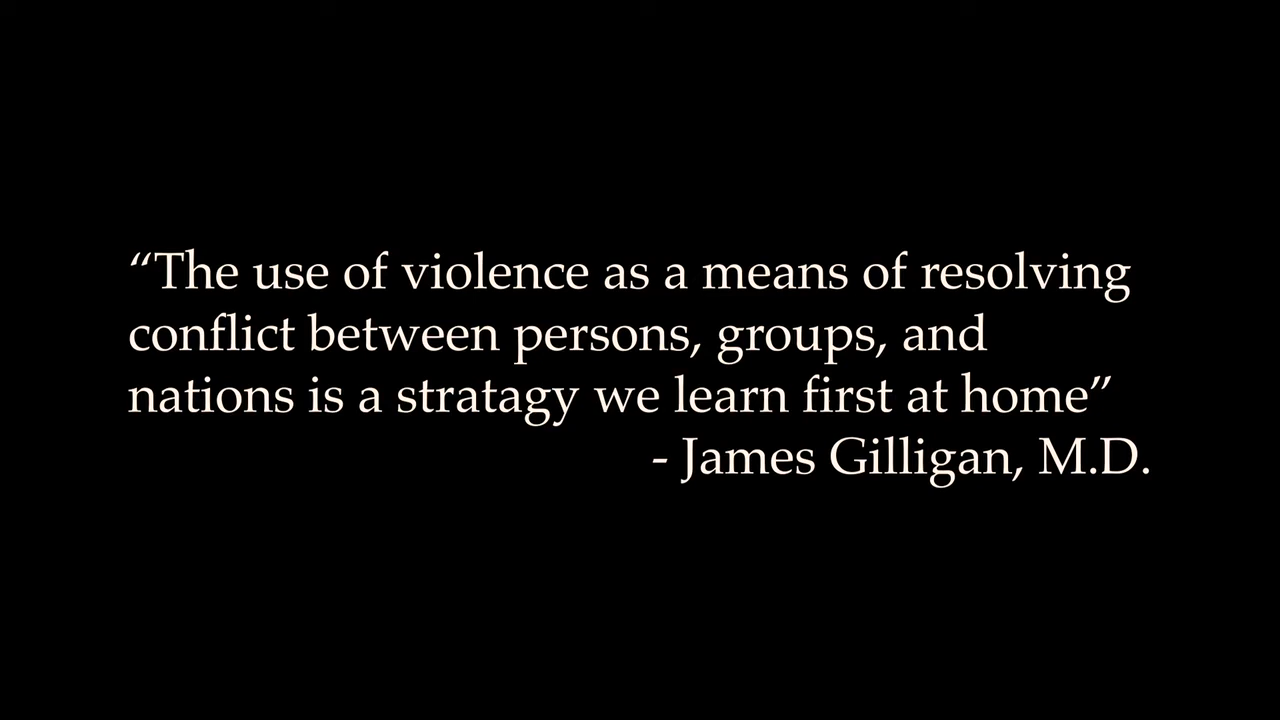 “The use of violence as a means of resolving
conflict between persons, groups, and
nations is a stratagy we learn first at home”
- James Gilligan, M.D.